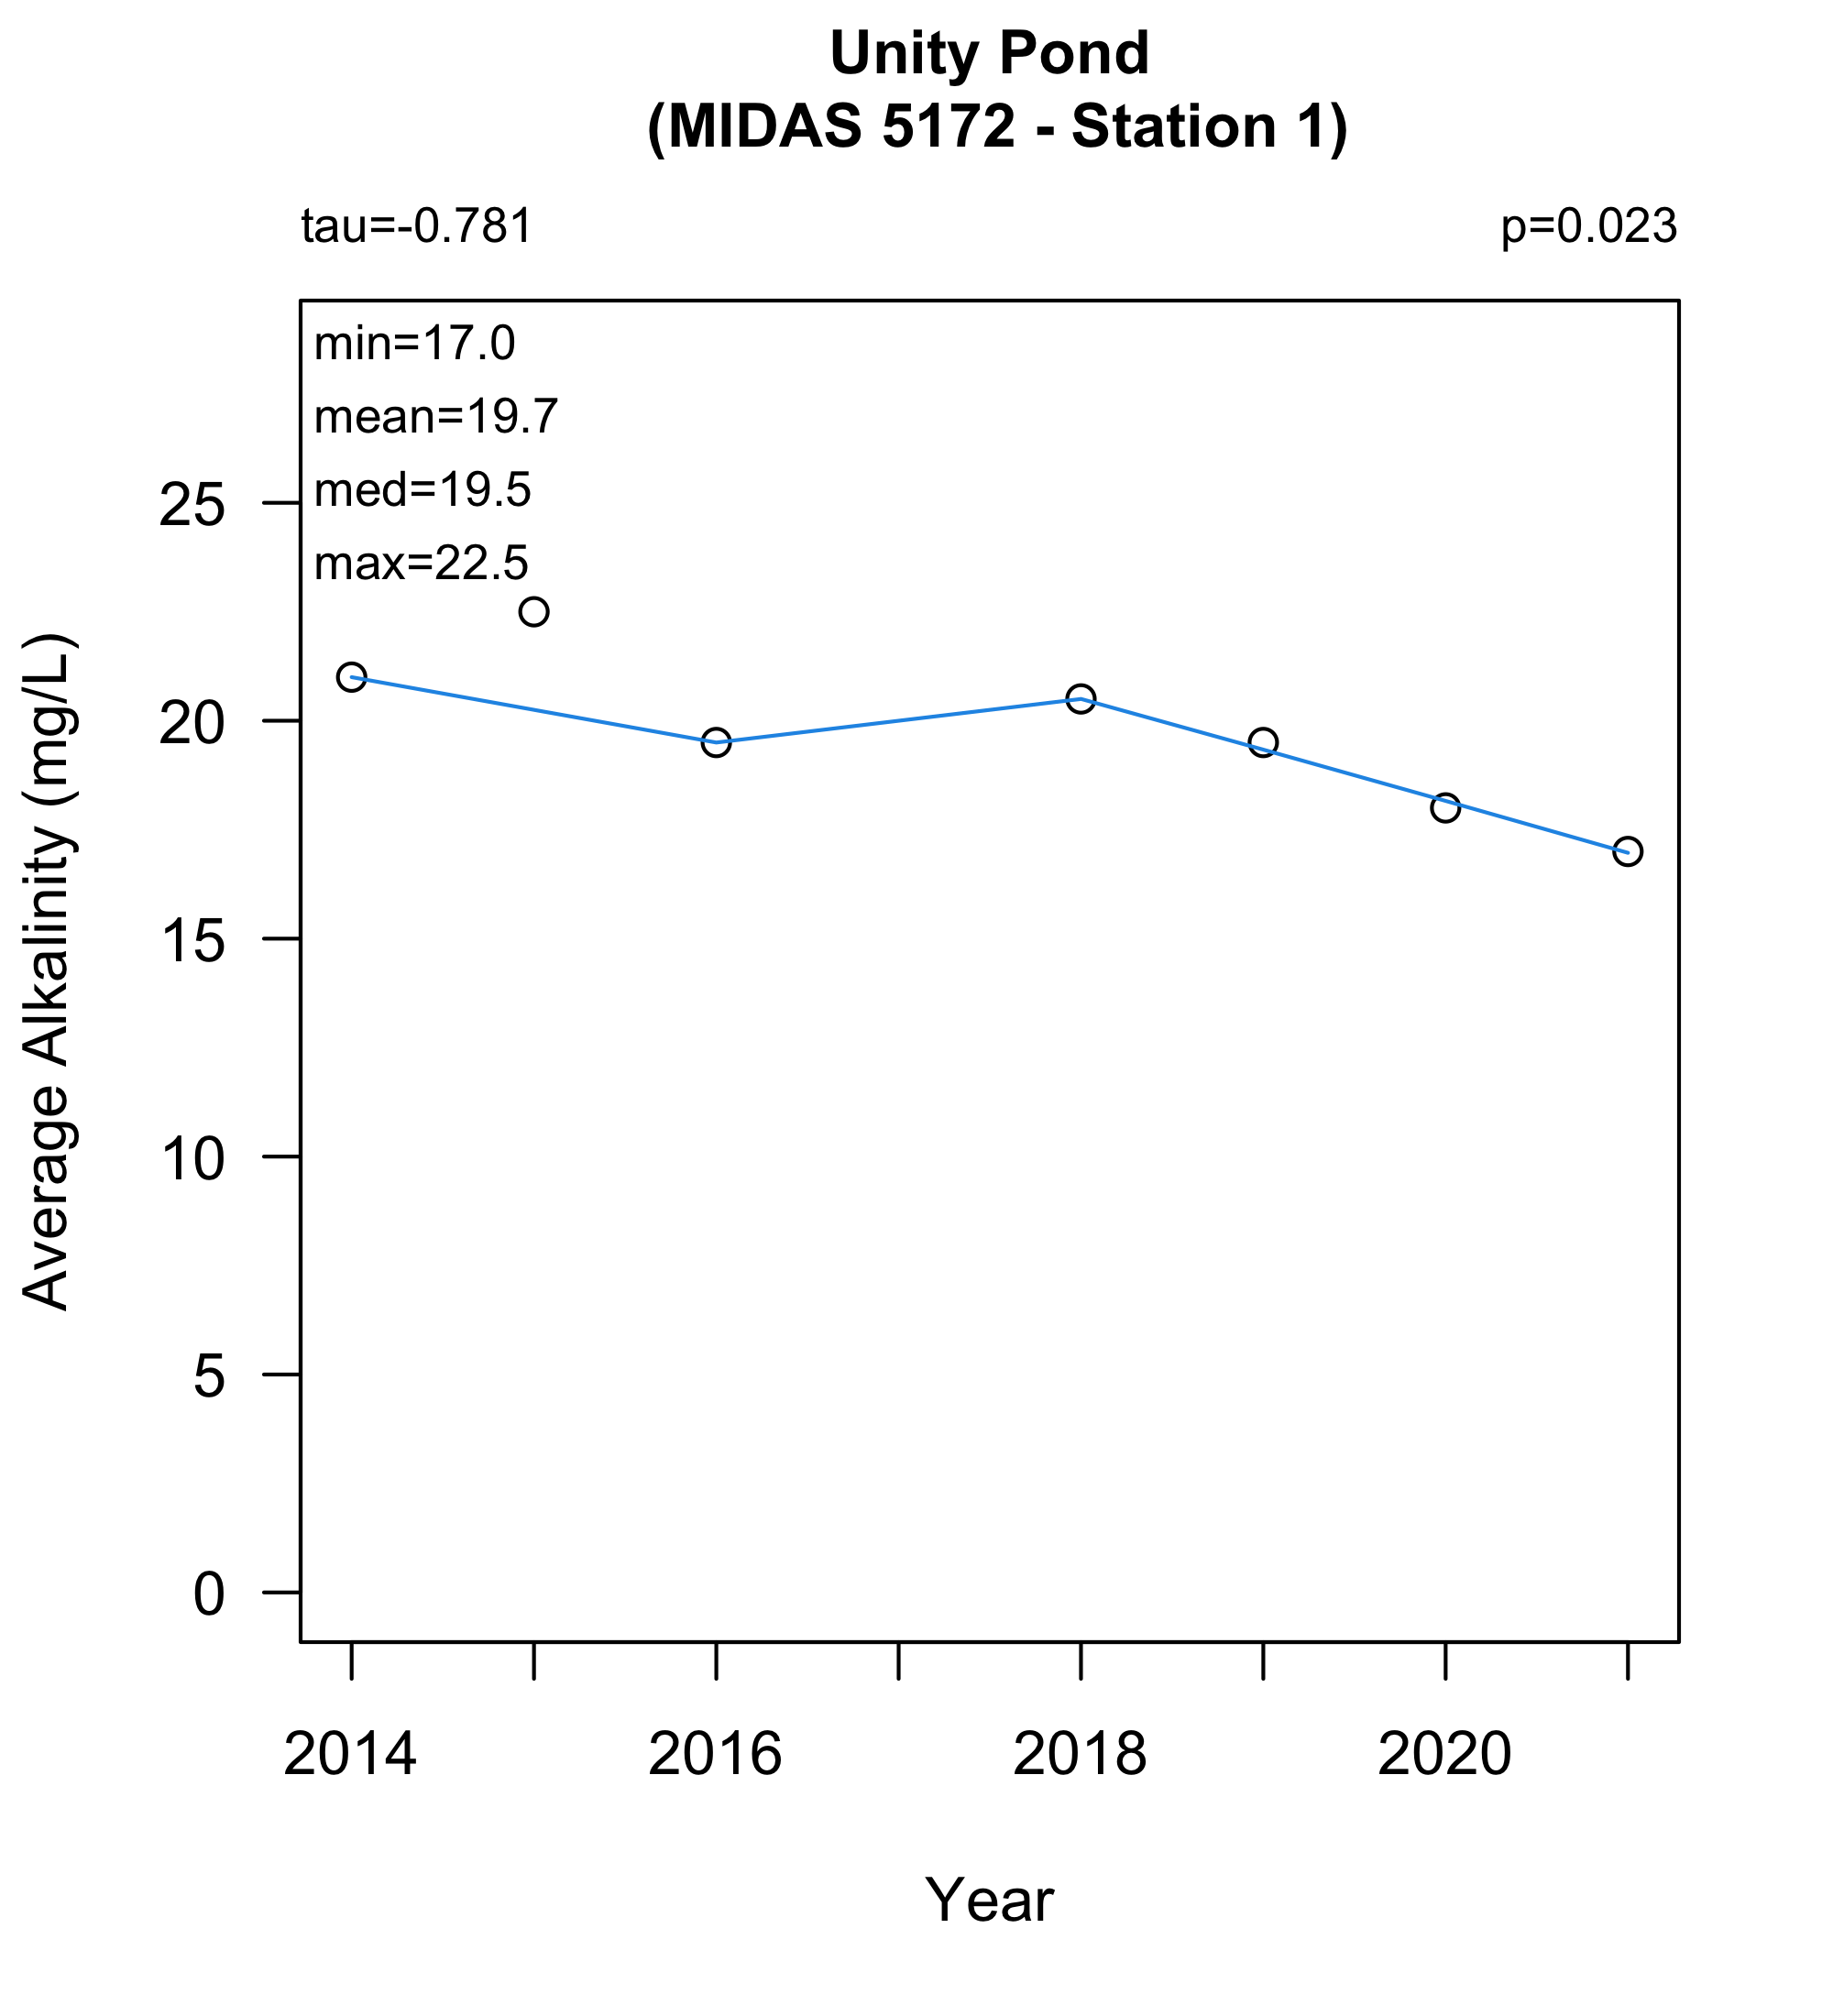 Unity Pond
(MIDAS 5172 - Station 1)
tau=-0.781
p=0.023
min=17.0
mean=19.7
med=19.5
max=22.5
25
20
15
10
5
0
Average Alkalinity (mg/L)
2014 2016 2018 2020
Year